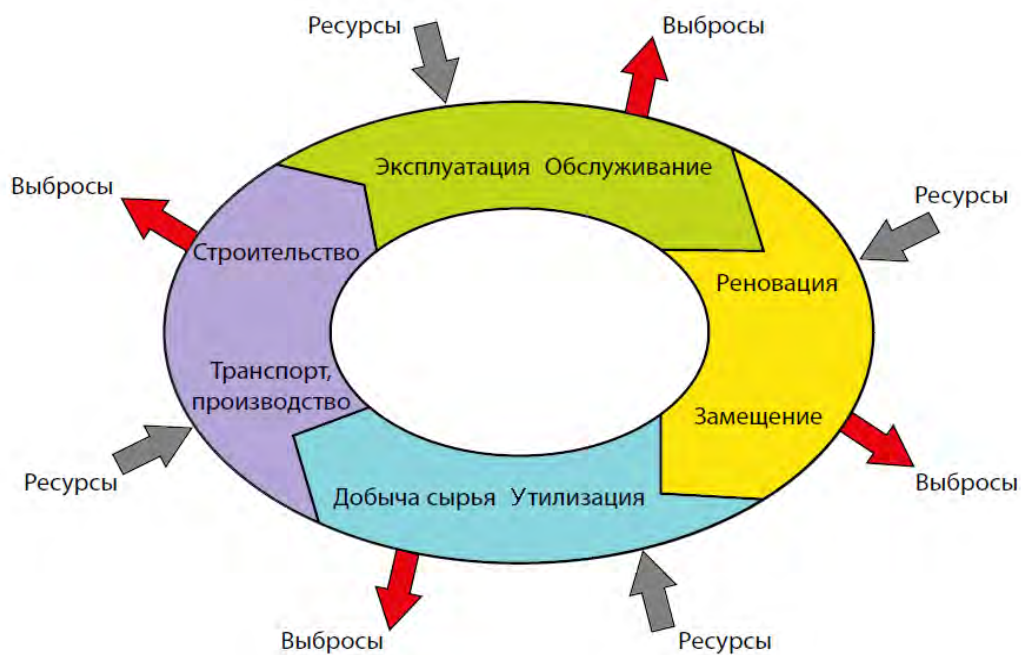 Ресурсы
Выбросы
Эксплуатация Обслуживание
Выбросы
Ресурсы
Строительство
Реновация
Транспорт,
производство
Замещение
Ресурсы
Выбросы
Добыча сырья Утилизация
Выбросы
Ресурсы